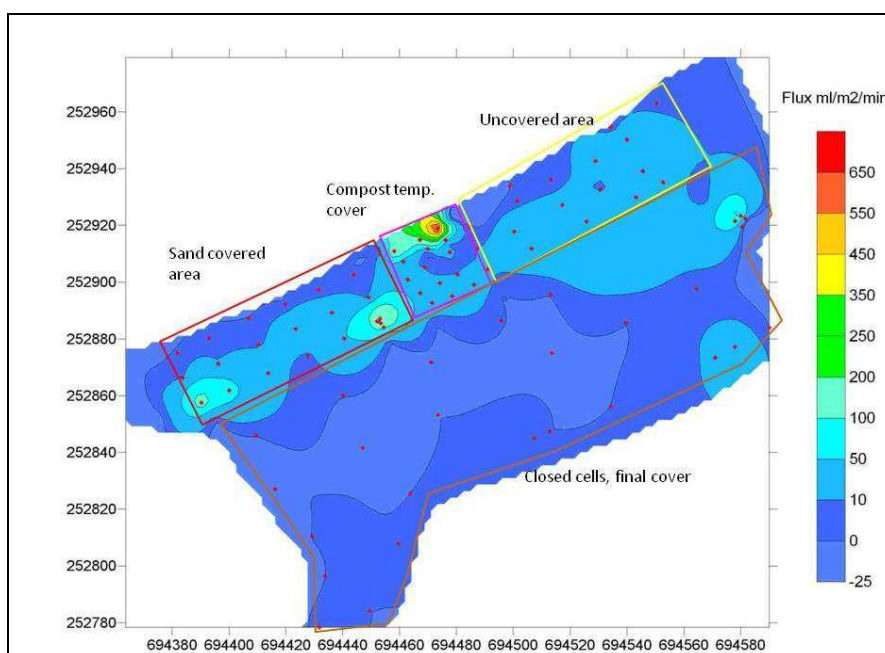 Flux ml/m2/min
252960
252940
252920
252900
252880
252860
252840
252820
252800
252780
Uncovered area
Compost temp.
cover
Sand covered
area
Closed cells, final cover
650
550
450
350
200
100
50
10
0
-25
694380 694400 694420 694440 694460 694480 694500 694520 694540 694560 694580